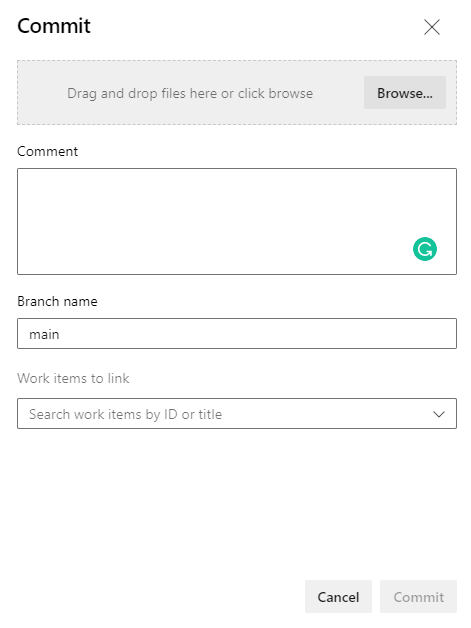 Commit
Drag and drop files here or click browse
Browse...
Comment
Branch name
main
Work items to link
Search work items by ID or title
Cancel
Commit